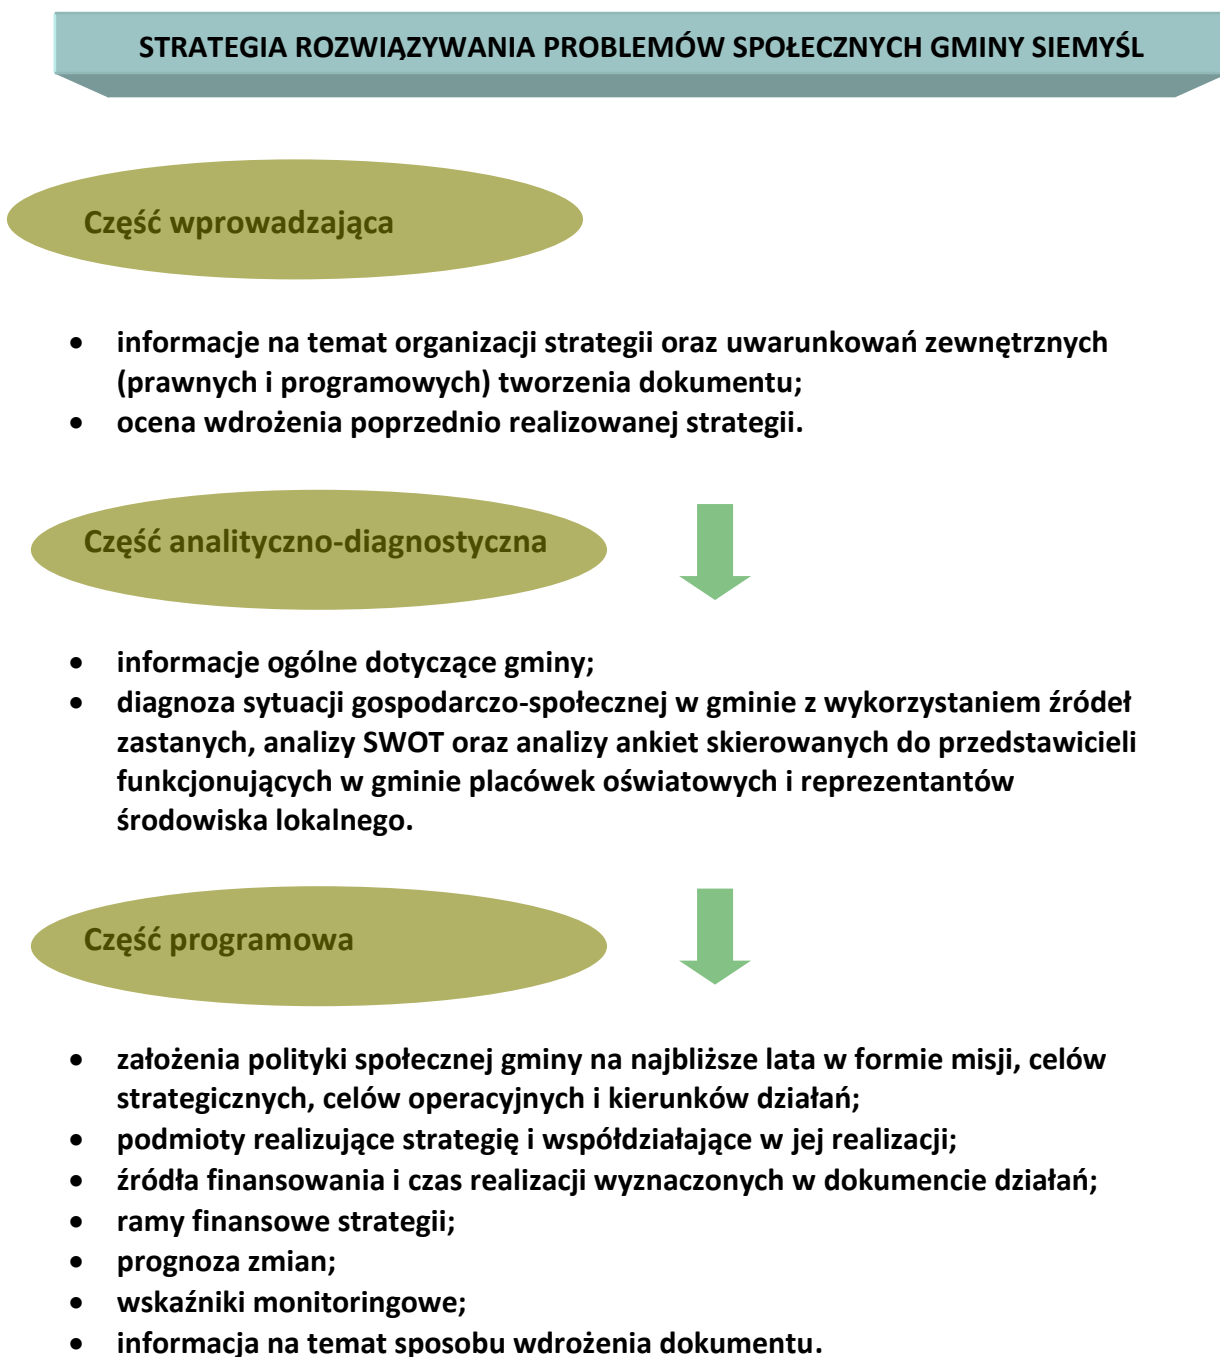 STRATEGIA ROZWIĄZYWANIA PROBLEMÓW SPOŁECZNYCH GMINY SIEMYŚL
Część wprowadzająca
• informacje na temat organizacji strategii oraz uwarunkowań zewnętrznych
(prawnych i programowych) tworzenia dokumentu;
• ocena wdrożenia poprzednio realizowanej strategii.
Część analityczno-diagnostyczna
• informacje ogólne dotyczące gminy;
• diagnoza sytuacji gospodarczo-społecznej w gminie z wykorzystaniem źródeł
zastanych, analizy SWOT oraz analizy ankiet skierowanych do przedstawicieli
funkcjonujących w gminie placówek oświatowych i reprezentantów
środowiska lokalnego.
Część programowa
• założenia polityki społecznej gminy na najbliższe lata w formie misji, celów
strategicznych, celów operacyjnych i kierunków działań;
• podmioty realizujące strategię i współdziałające w jej realizacji;
• źródła finansowania i czas realizacji wyznaczonych w dokumencie działań;
• ramy finansowe strategii;
• prognoza zmian;
• wskaźniki monitoringowe;
• informacja na temat sposobu wdrożenia dokumentu.